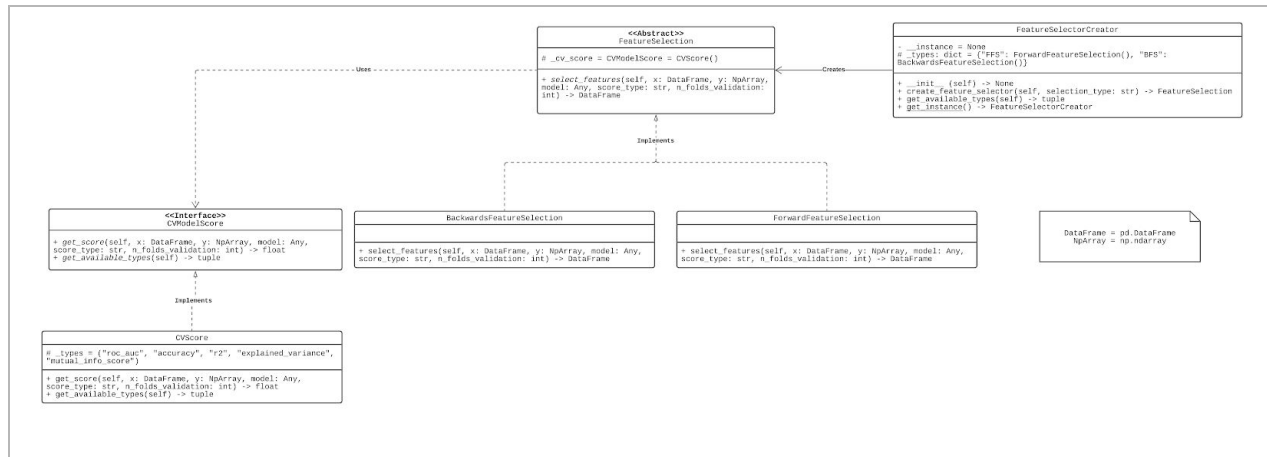 <<Abstract>>
FeatureSelection
# _cv_score = CVModelScore = CVScore()
+ select_features(self, x: DataFrame, y: NpArray,
model: Any, score_type: str, n_folds_validation:
int) -> DataFrame
FeatureSelectorCreator
- __instance = None
# _types: dict = {"FFS": ForwardFeatureSelection(), "BFS":
BackwardsFeatureSelection()}
+ __init__ (self) -> None
+ create_feature_selector(self, selection_type: str) -> FeatureSelection
+ get_available_types(self) -> tuple
+ get_instance() -> FeatureSelectorCreator
Uses
Creates
Implements
<<Interface>>
CVModelScore
+ get_score(self, x: DataFrame, y: NpArray, model: Any,
score_type: str, n_folds_validation: int) -> float
+ get_available_types(self) -> tuple
BackwardsFeatureSelection
+ select_features(self, x: DataFrame, y: NpArray, model: Any,
score_type: str, n_folds_validation: int) -> DataFrame
ForwardFeatureSelection
+ select_features(self, x: DataFrame, y: NpArray, model: Any,
score_type: str, n_folds_validation: int) -> DataFrame
DataFrame = pd.DataFrame
NpArray = np.ndarray
Implements
CVScore
# _types = ("roc_auc", "accuracy", "r2", "explained_variance",
"mutual_info_score")
+ get_score(self, x: DataFrame, y: NpArray, model: Any,
score_type: str, n_folds_validation: int) -> float
+ get_available_types(self) -> tuple